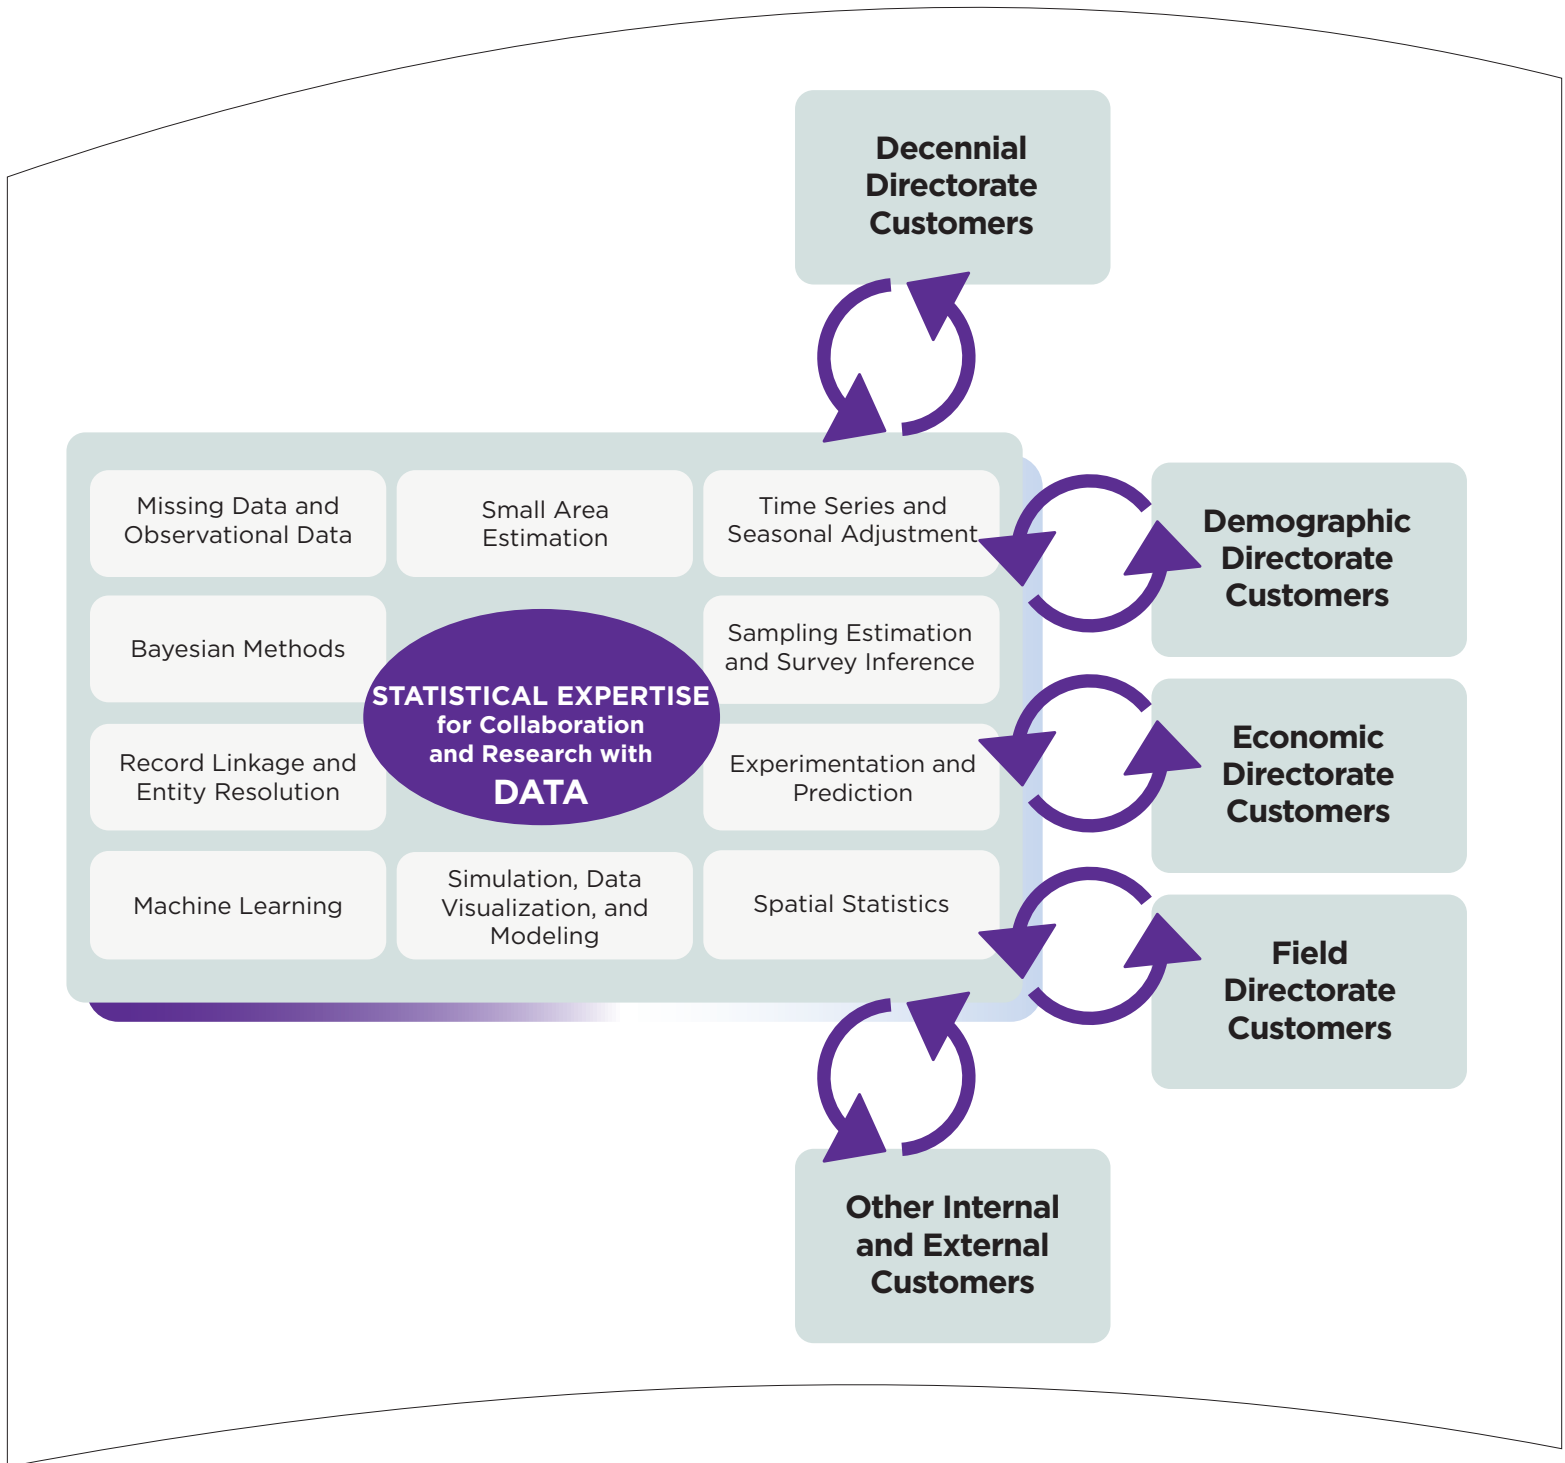 Decennial
Directorate
Customers
Missing Data and
Observational Data
Small Area
Estimation
Time Series and
Seasonal Adjustment
Bayesian Methods
Sampling Estimation
and Survey Inference
STATISTICAL EXPERTISE
for Collaboration
and Research with
DATA
Record Linkage and
Entity Resolution
Experimentation and
Prediction
Machine Learning
Simulation, Data
Visualization, and
Modeling
Spatial Statistics
Demographic
Directorate
Customers
Economic
Directorate
Customers
Field
Directorate
Customers
Other Internal
and External
Customers